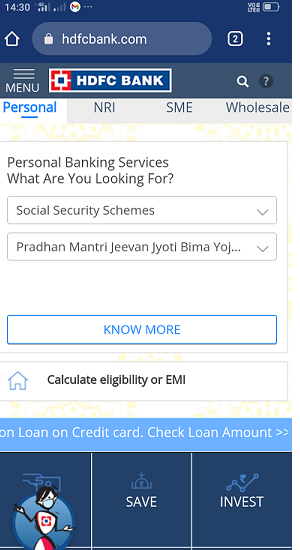 14:30
hdfcbank.com
2
MENU
HDFC BANK
?
Personal NRI SME Wholesale
Personal Banking Services
What Are You Looking For?
Social Security Schemes
Pradhan Mantri Jeevan Jyoti Bima Yoj...
KNOW MORE
Calculate eligibility or EMI
on Loan on Credit card. Check Loan Amount >>
SAVE
INVEST